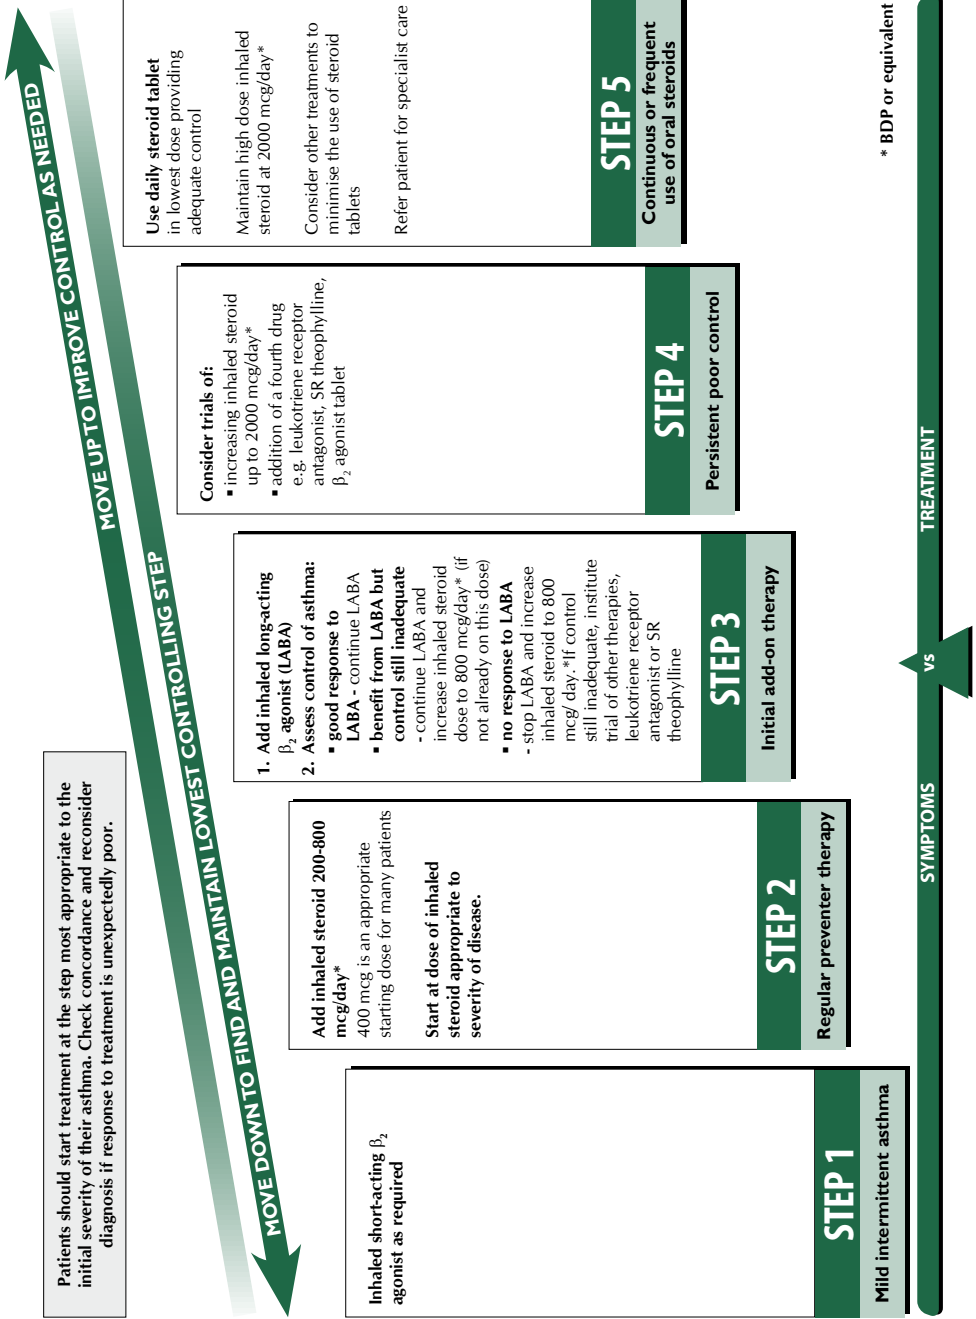 Patients should start treatment at the step most appropriate to the
initial severity of their asthma. Check concordance and reconsider
diagnosis if response to treatment is unexpectedly poor.
MOVE UP TO IMPROVE CONTROL AS NEEDED
MOVE DOWN TO FIND AND MAINTAIN LOWEST CONTROLLING STEP
Inhaled short-acting β₂
agonist as required
STEP 1
Mild intermittent asthma
Add inhaled steroid 200-800
mcg/day*
400 mcg is an appropriate
starting dose for many patients
Start at dose of inhaled
steroid appropriate to
severity of disease.
STEP 2
Regular preventer therapy
1. Add inhaled long-acting
β₂ agonist (LABA)
2. Assess control of asthma:
▪ good response to
LABA - continue LABA
▪ benefit from LABA but
control still inadequate
- continue LABA and
increase inhaled steroid
dose to 800 mcg/day* (if
not already on this dose)
▪ no response to LABA
- stop LABA and increase
inhaled steroid to 800
mcg/ day.*If control
still inadequate, institute
trial of other therapies,
leukotriene receptor
antagonist or SR
theophylline
STEP 3
Initial add-on therapy
Consider trials of:
▪ increasing inhaled steroid
up to 2000 mcg/day*
▪ addition of a fourth drug
e.g. leukotriene receptor
antagonist, SR theophylline,
β₂ agonist tablet
STEP 4
Persistent poor control
Use daily steroid tablet
in lowest dose providing
adequate control
Maintain high dose inhaled
steroid at 2000 mcg/day*
Consider other treatments to
minimise the use of steroid
tablets
Refer patient for specialist care
STEP 5
Continuous or frequent
use of oral steroids
* BDP or equivalent
SYMPTOMS vs TREATMENT